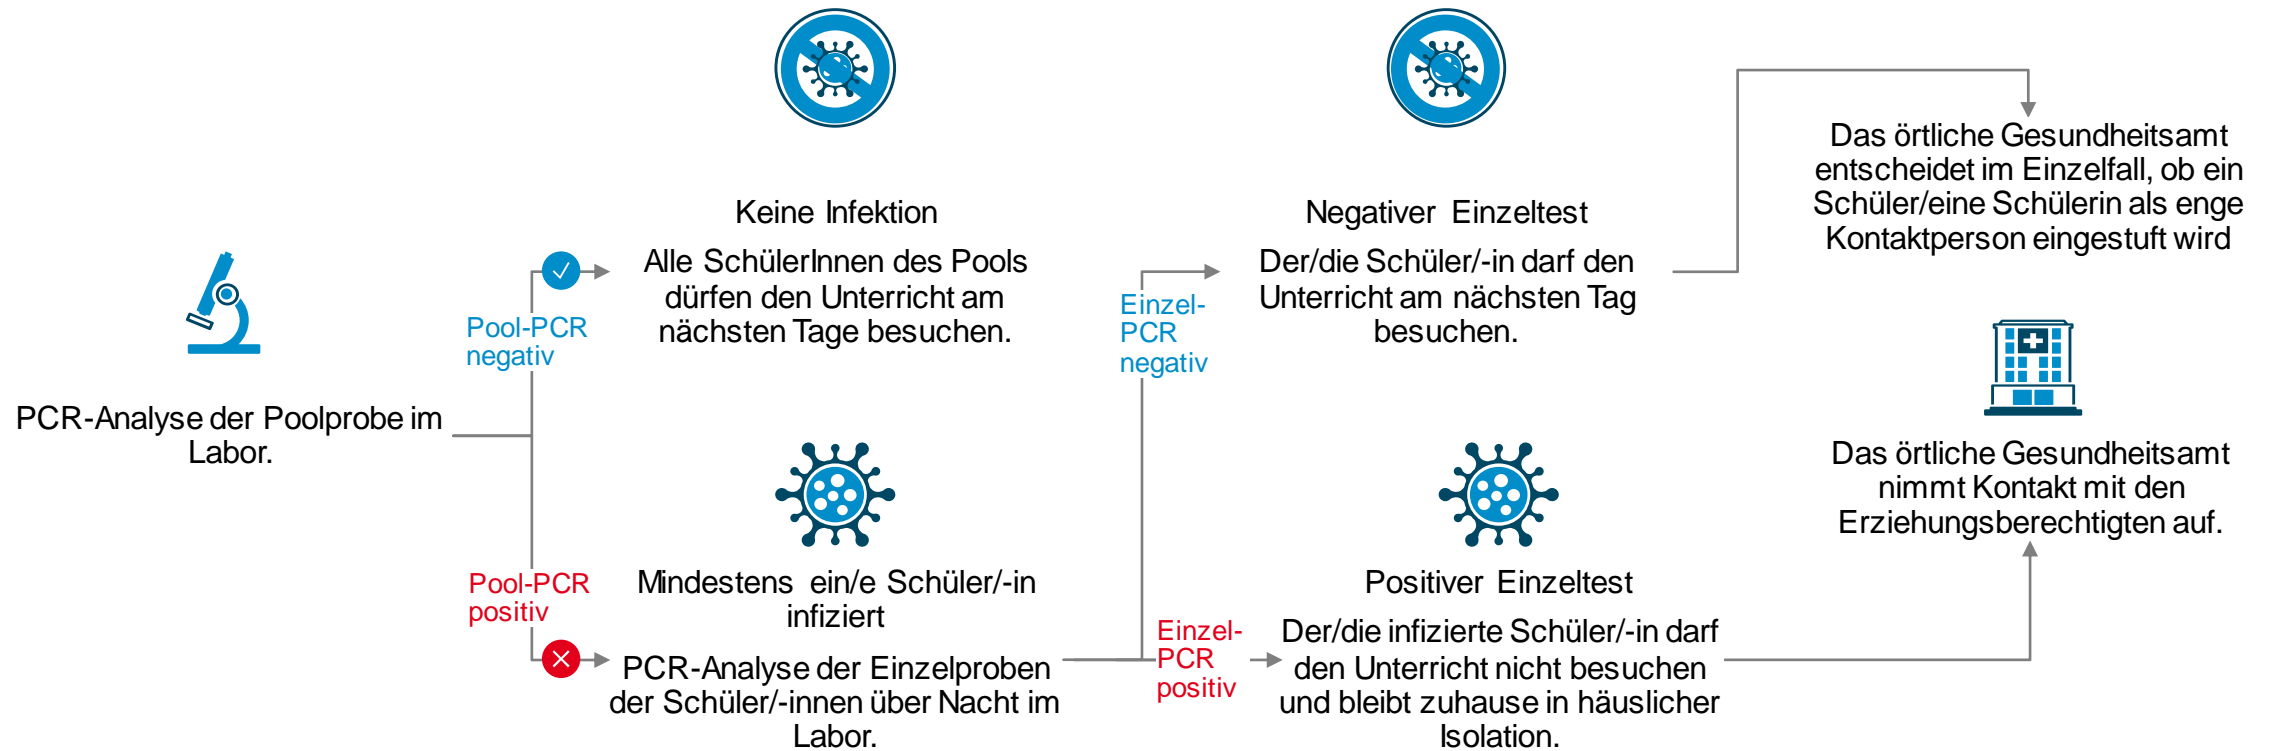 PCR-Analyse der Poolprobe im
Labor.
Pool-PCR
negativ
Keine Infektion
Alle SchülerInnen des Pools
dürfen den Unterricht am
nächsten Tage besuchen.
Pool-PCR
positiv
Mindestens ein/e Schüler/-in
infiziert
PCR-Analyse der Einzelproben
der Schüler/-innen über Nacht im
Labor.
Einzel-
PCR
negativ
Negativer Einzeltest
Der/die Schüler/-in darf den
Unterricht am nächsten Tag
besuchen.
Einzel-
PCR
positiv
Positiver Einzeltest
Der/die infizierte Schüler/-in darf
den Unterricht nicht besuchen
und bleibt zuhause in häuslicher
Isolation.
Das örtliche Gesundheitsamt
entscheidet im Einzelfall, ob ein
Schüler/eine Schülerin als enge
Kontaktperson eingestuft wird
Das örtliche Gesundheitsamt
nimmt Kontakt mit den
Erziehungsberechtigten auf.